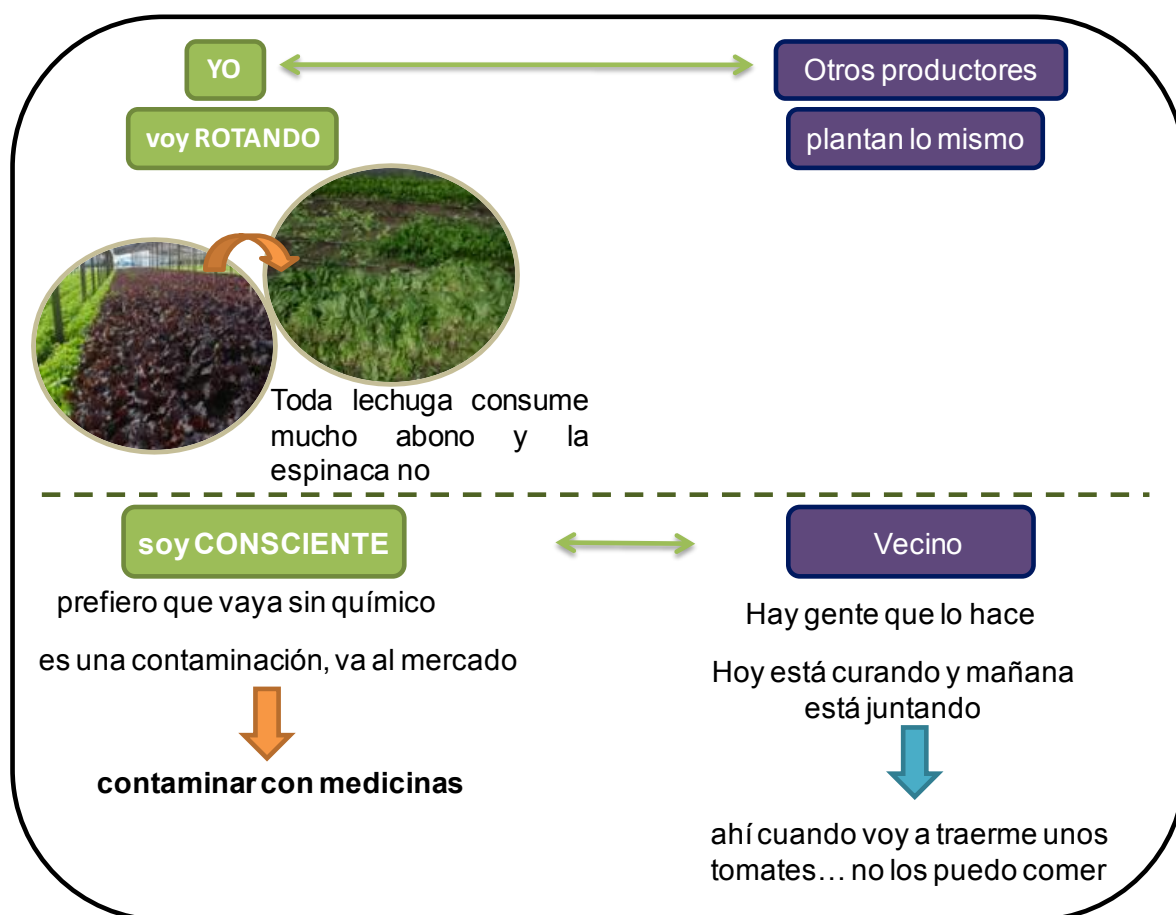 YO
Otros productores
voy ROTANDO
plantan lo mismo
Toda lechuga consume
mucho abono y la
espinaca no
soy CONSCIENTE
Vecino
prefiero que vaya sin químico
Hay gente que lo hace
es una contaminación, va al mercado
Hoy está curando y mañana
está juntando
contaminar con medicinas
ahí cuando voy a traerme unos
tomates… no los puedo comer